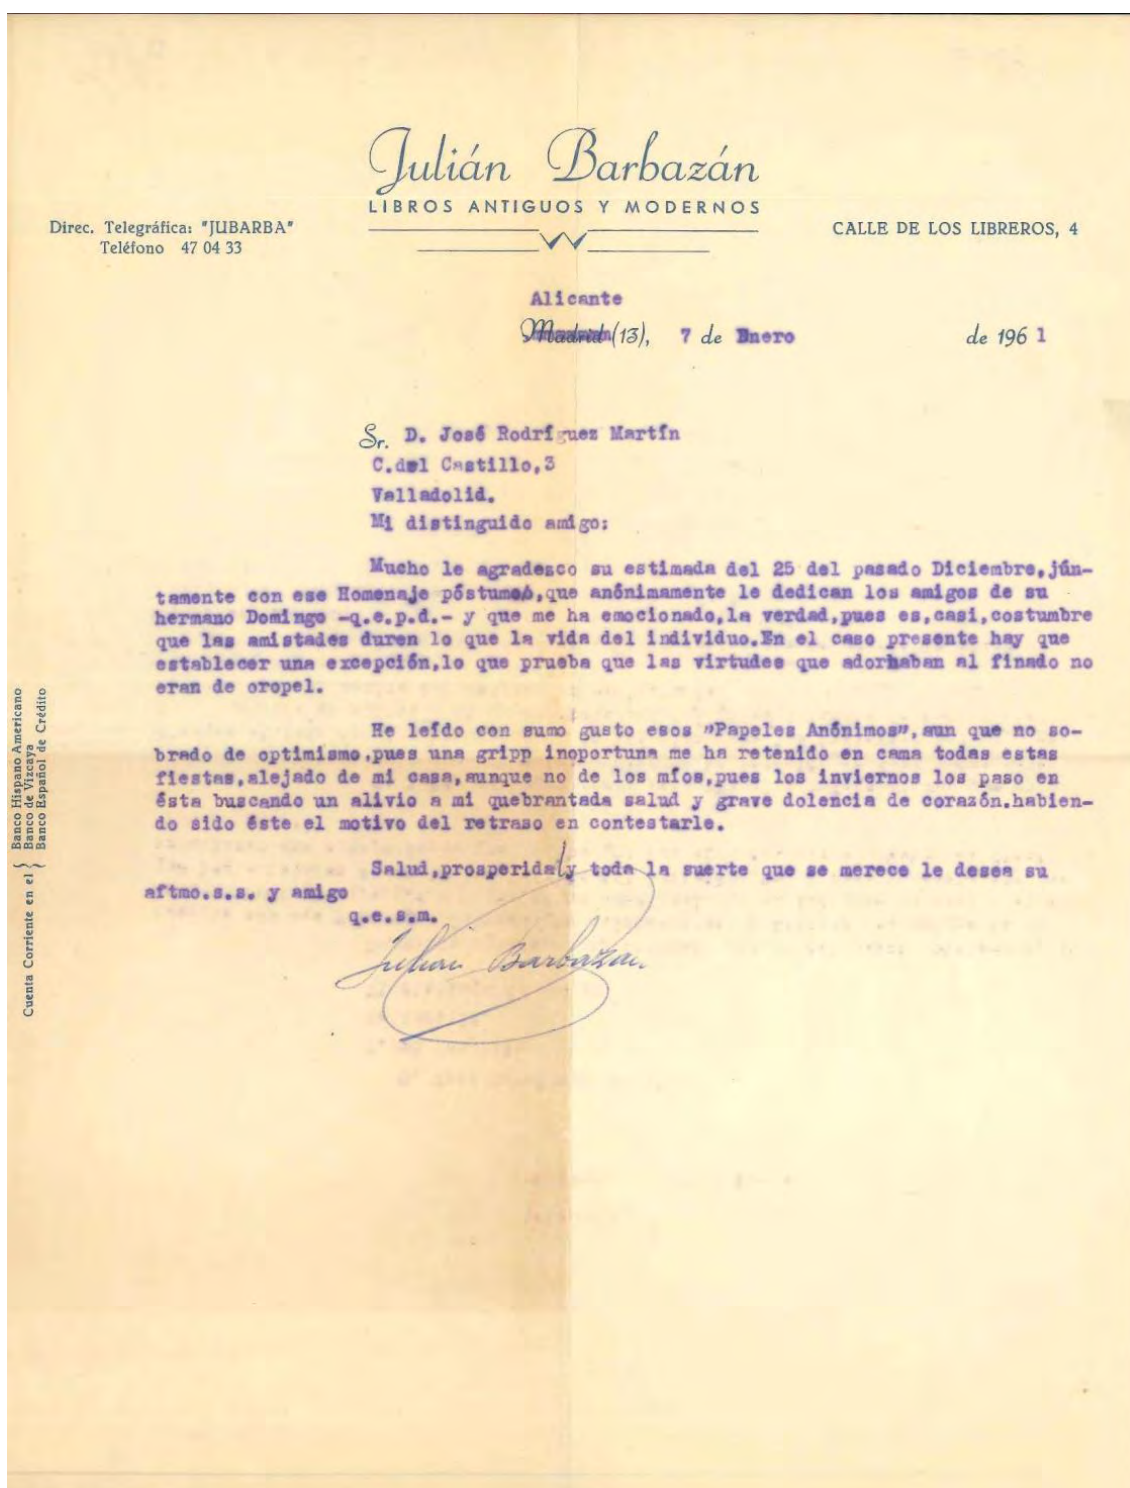 Julián Barbazán
LIBROS ANTIGUOS Y MODERNOS
Direc. Telegráfica: "JUBARBA"
Teléfono 47 04 33
CALLE DE LOS LIBREROS, 4
Alicante
Madrid (13), 7 de Enero de 1961
Sr. D. José Rodríguez Martín
C.del Castillo,3
Valladolid.
Mi distinguido amigo:
Mucho le agradesco su estimada del 25 del pasado Diciembre,jún-
tamente con ese Homenaje póstumo,que anónimamente le dedican los amigos de su
hermano Domingo -q.e.p.d.- y que me ha emocionado,la verdad,pues es,casi,costumbre
que las amistades duren lo que la vida del individuo.En el caso presente hay que
establecer una excepción,lo que prueba que las virtudes que adornaban al finado no
eran de oropel.
He leído con sumo gusto esos "Papeles Anónimos",aun que no so-
brado de optimismo,pues una gripp inoportuna me ha retenido en cama todas estas
fiestas,alejado de mi casa,aunque no de los míos,pues los inviernos los paso en
ésta buscando un alivio a mi quebrantada salud y grave dolencia de corazón,habien-
do sido éste el motivo del retraso en contestarle.
Salud,prosperidad y toda la suerte que se merece le desea su
aftmo.s.s. y amigo
q.e.s.m.
Julián Barbazán
Cuenta Corriente en el
Banco Hispano Americano
Banco de Vizcaya
Banco Español de Crédito